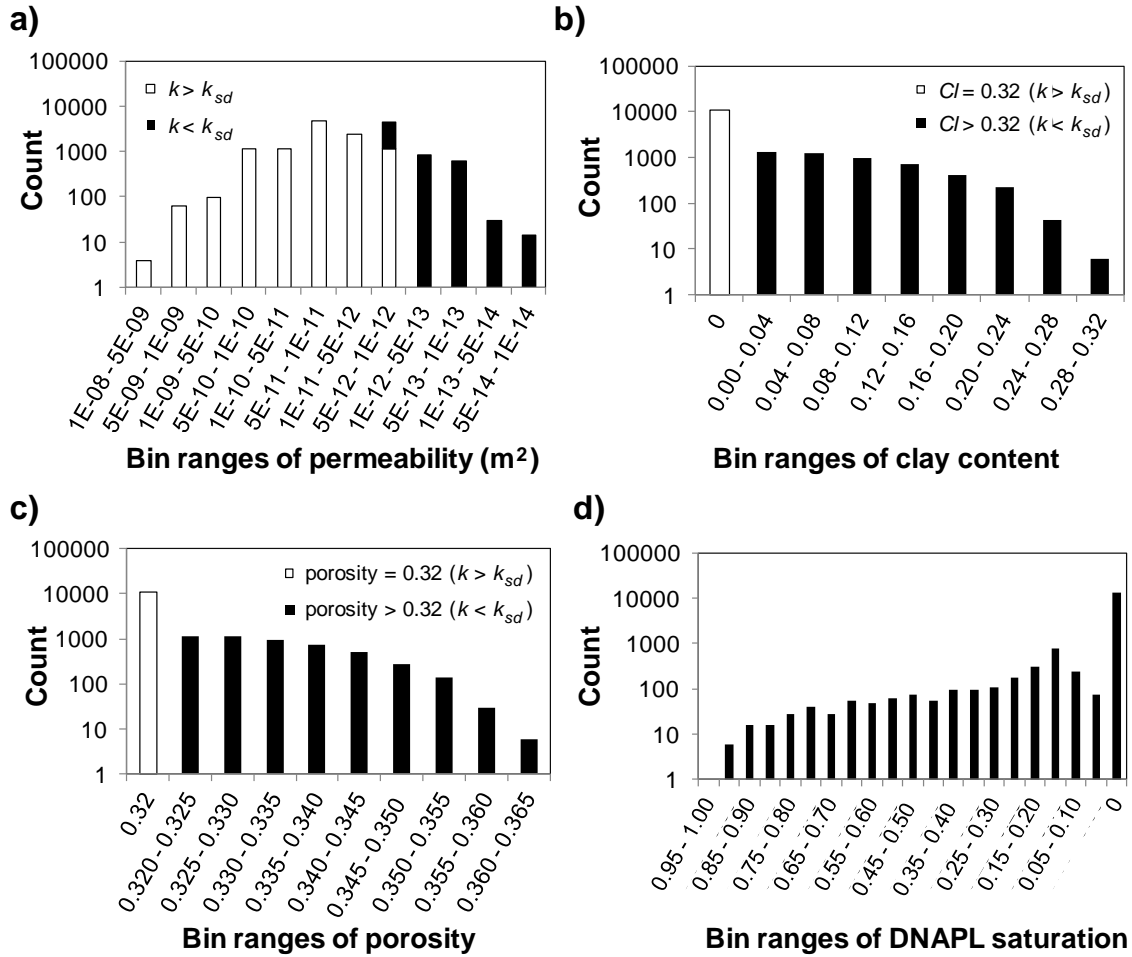 a)
100000
10000
1000
100
10
1
Count
k > k sd
k < k sd
1E-08 - 5E-09
5E-09 - 1E-09
1E-09 - 5E-10
5E-10 - 1E-10
1E-10 - 5E-11
5E-11 - 1E-11
1E-11 - 5E-12
5E-12 - 1E-12
1E-12 - 5E-13
5E-13 - 1E-13
1E-13 - 5E-14
5E-14 - 1E-14
Bin ranges of permeability (m²)
b)
100000
10000
1000
100
10
1
Count
Cl = 0.32 (k > k sd)
Cl > 0.32 (k < k sd)
0
0.00 - 0.04
0.04 - 0.08
0.08 - 0.12
0.12 - 0.16
0.16 - 0.20
0.20 - 0.24
0.24 - 0.28
0.28 - 0.32
Bin ranges of clay content
c)
100000
10000
1000
100
10
1
Count
porosity = 0.32 (k > k sd)
porosity > 0.32 (k < k sd)
0.32
0.320 - 0.325
0.325 - 0.330
0.330 - 0.335
0.335 - 0.340
0.340 - 0.345
0.345 - 0.350
0.350 - 0.355
0.355 - 0.360
0.360 - 0.365
Bin ranges of porosity
d)
100000
10000
1000
100
10
1
Count
0.95 - 1.00
0.85 - 0.90
0.75 - 0.80
0.65 - 0.70
0.55 - 0.60
0.45 - 0.50
0.35 - 0.40
0.25 - 0.30
0.15 - 0.20
0.05 - 0.10
0
Bin ranges of DNAPL saturation